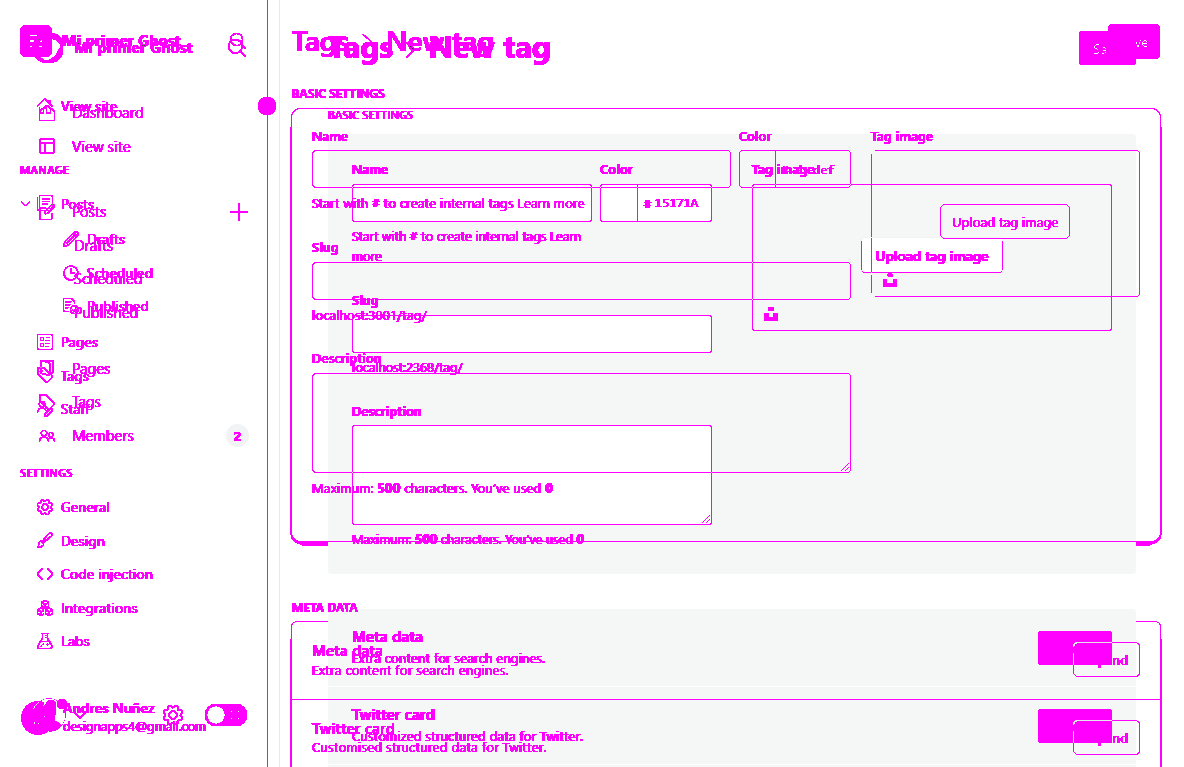 Mi primer Ghost
Mi primer Ghost
Tags > New tag
Tags > New tag
View site
Dashboard
View site
MANAGE
Posts
Posts
Drafts
Drafts
Scheduled
Scheduled
Published
Published
Pages
Pages
Tags
Tags
Staff
Members
2
SETTINGS
General
Design
Code injection
Integrations
Labs
Andres Nuñez
designapps4@gmail.com
BASIC SETTINGS
BASIC SETTINGS
Name
Color
Tag image
Name
Color
Tag image
# 15171A
Start with # to create internal tags Learn more
Start with # to create internal tags Learn
more
Upload tag image
Upload tag image
Slug
Slug
localhost:3001/tag/
localhost:2368/tag/
Description
Description
Maximum: 500 characters. You've used 0
Maximum: 500 characters. You've used 0
META DATA
Meta data
Meta data
Extra content for search engines.
Extra content for search engines.
Twitter card
Twitter card
Customized structured data for Twitter.
Customised structured data for Twitter.